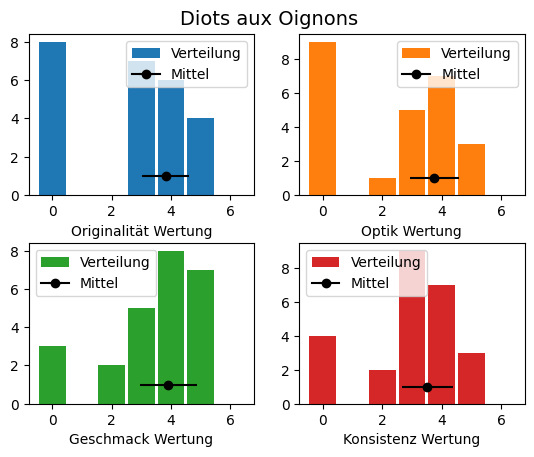 Diots aux Oignons
8
6
4
2
0
Verteilung
Mittel
0 2 4 6
Originalität Wertung
8
6
4
2
0
Verteilung
Mittel
0 2 4 6
Optik Wertung
8
6
4
2
0
Verteilung
Mittel
0 2 4 6
Geschmack Wertung
8
6
4
2
0
Verteilung
Mittel
0 2 4 6
Konsistenz Wertung